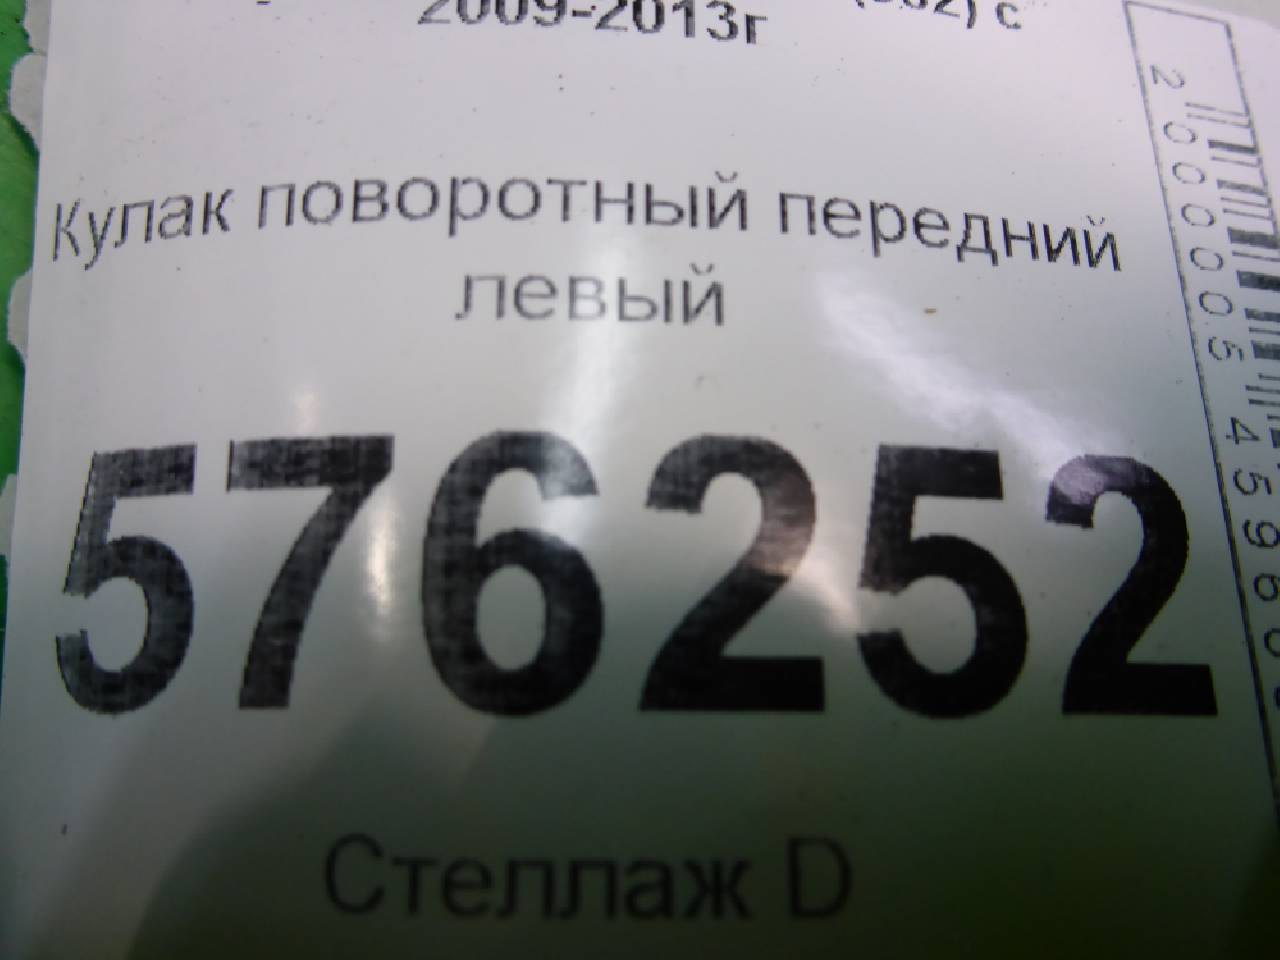 2009-2013г
Кулак поворотный передний
левый
576252
Стеллаж D